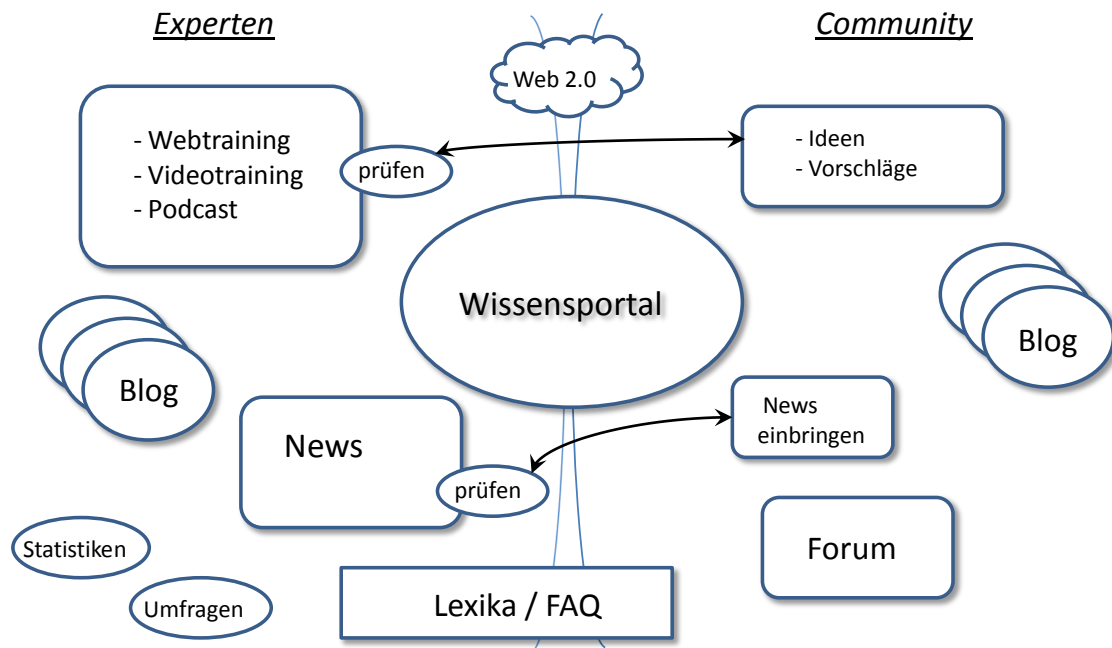 Experten
Community
Web 2.0
- Webtraining
- Videotraining
- Podcast
prüfen
- Ideen
- Vorschläge
Wissensportal
Blog
Blog
News
prüfen
News
einbringen
Statistiken
Umfragen
Forum
Lexika / FAQ